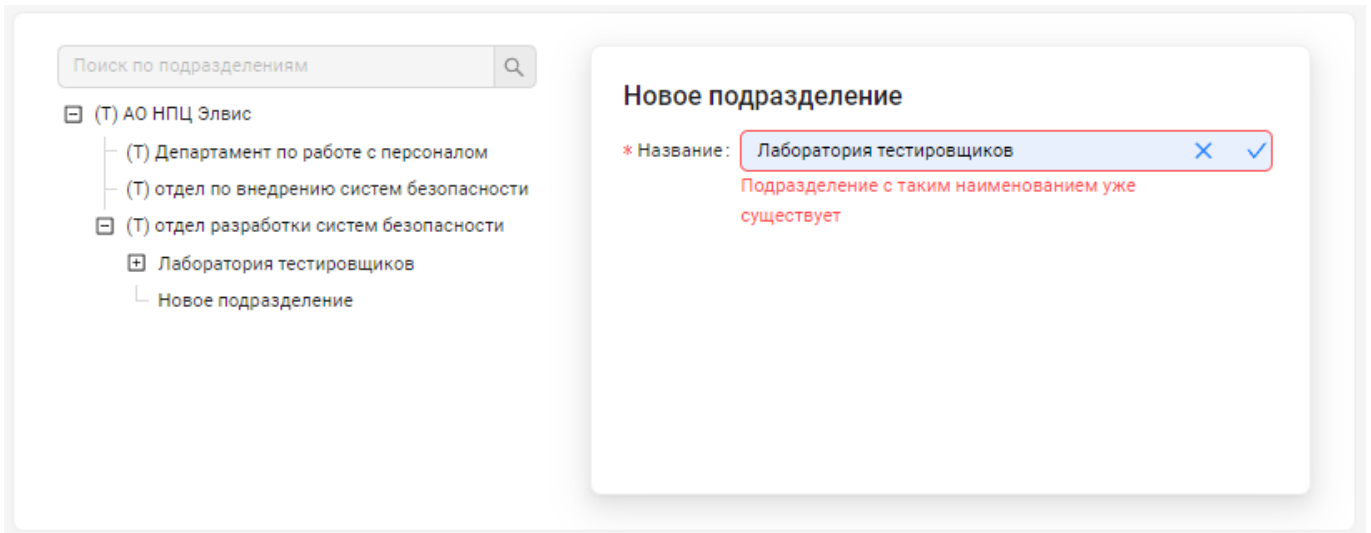 Поиск по подразделениям
(Т) АО НПЦ Элвис
(Т) Департамент по работе с персоналом
(Т) отдел по внедрению систем безопасности
(Т) отдел разработки систем безопасности
Лаборатория тестировщиков
Новое подразделение
Новое подразделение
* Название: Лаборатория тестировщиков
Подразделение с таким наименованием уже
существует